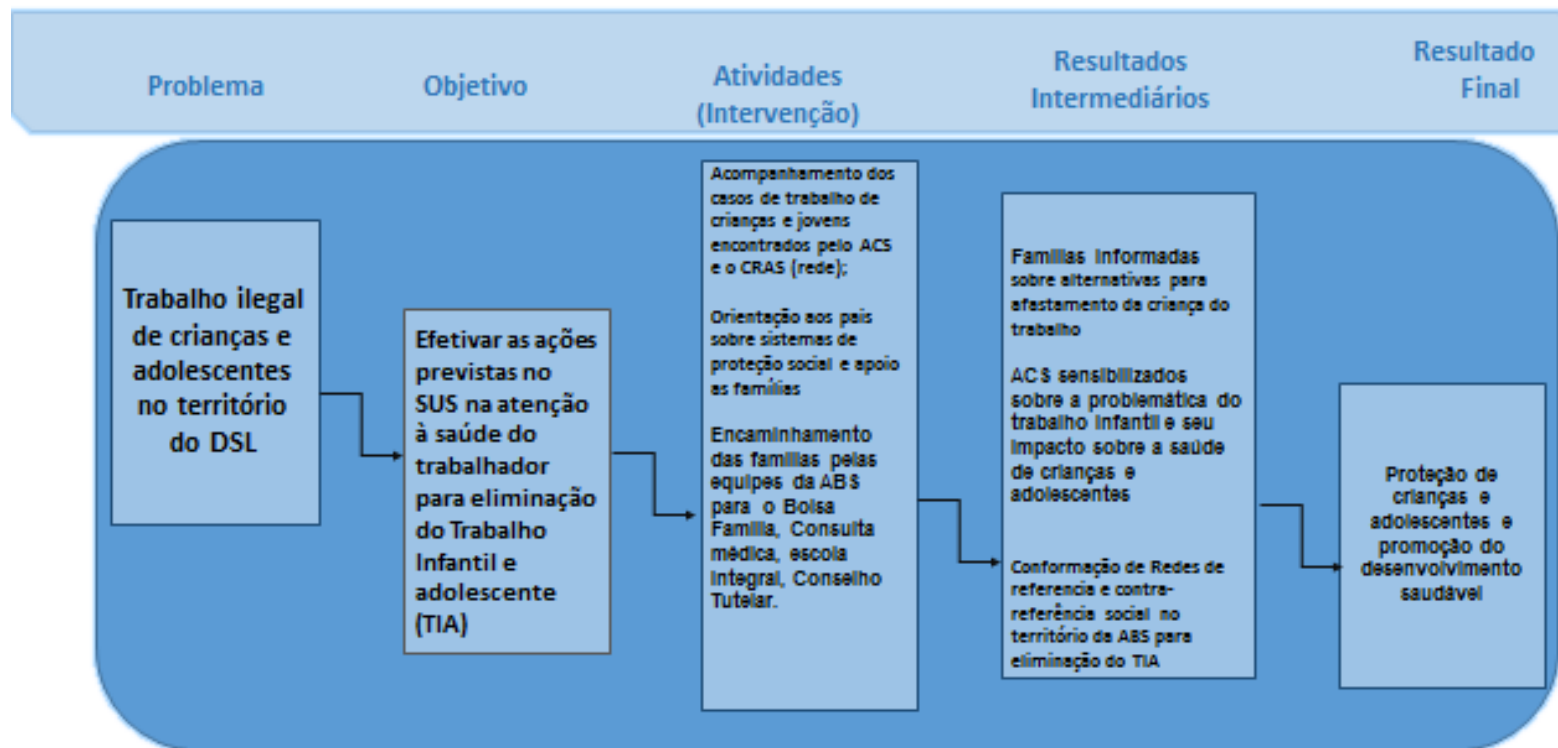 Problema
Objetivo
Atividades
(Intervenção)
Resultados
Intermediários
Resultado
Final
Trabalho ilegal
de crianças e
adolescentes
no território
do DSL
Efetivar as ações
previstas no
SUS na atenção
à saúde do
trabalhador
para eliminação
do Trabalho
Infantil e
adolescente
(TIA)
Acompanhamento dos
casos de trabalho de
crianças e jovens
encontrados pelo ACS
e o CRAS (rede);
Orientação aos pais
sobre sistemas de
proteção social e apoio
as famílias
Encaminhamento
das famílias pelas
equipes da ABS
para o Bolsa
Família, Consulta
médica, escola
Integral, Conselho
Tutelar.
Famílias Informadas
sobre alternativas para
afastamento da criança do
trabalho
ACS sensibilizados
sobre a problemática do
trabalho infantil e seu
impacto sobre a saúde
de crianças e
adolescentes
Conformação de Redes de
referencia e contra-
referência social no
território da ABS para
eliminação do TIA
Proteção de
crianças e
adolescentes e
promoção do
desenvolvimento
saudável